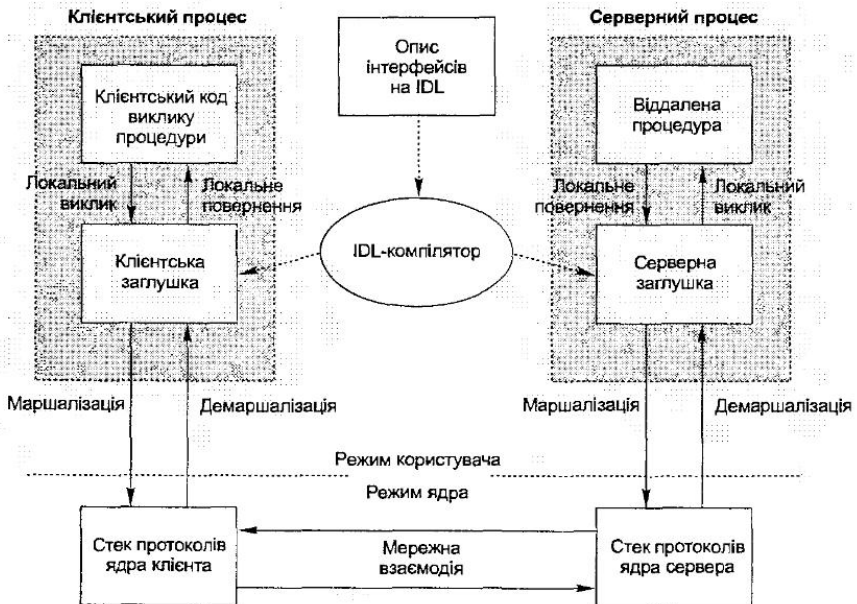 Клієнтський процес
Серверний процес
Опис
інтерфейсів
на IDL
Клієнтський код
виклику
процедури
Віддалена
процедура
Локальний
виклик
Локальне
повернення
Локальне
повернення
Локальний
виклик
IDL-компілятор
Клієнтська
заглушка
Серверна
заглушка
Маршалізація
Демаршалізація
Маршалізація
Демаршалізація
Режим користувача
Режим ядра
Стек протоколів
ядра клієнта
Мережна
взаємодія
Стек протоколів
ядра сервера